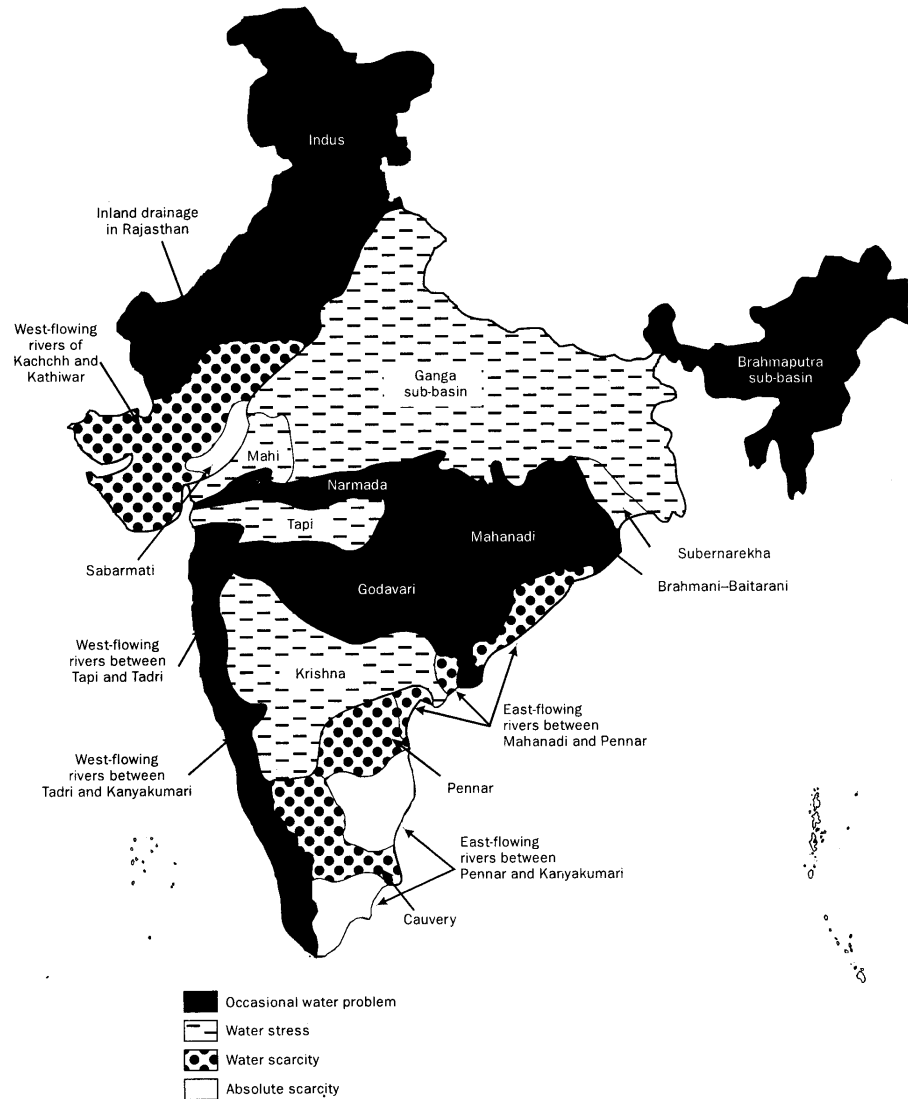 Indus
Inland drainage
in Rajasthan
West-flowing
rivers of
Kachchh and
Kathiwar
Brahmaputra
sub-basin
Ganga
sub-basin
Mahi
Narmada
Tapi
Mahanadi
Subernarekha
Sabarmati
Brahmani–Baitarani
Godavari
West-flowing
rivers between
Tapi and Tadri
Krishna
East-flowing
rivers between
Mahanadi and Pennar
West-flowing
rivers between
Tadri and Kanyakumari
Pennar
East-flowing
rivers between
Pennar and Kanyakumari
Cauvery
Occasional water problem
Water stress
Water scarcity
Absolute scarcity